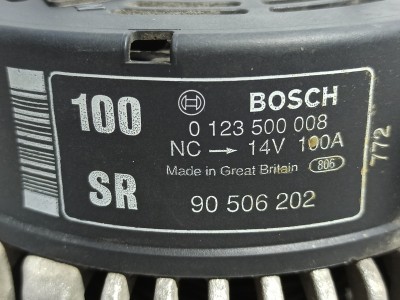 100
SR
BOSCH
0 123 500 008
NC → 14V 100A
Made in Great Britain 806
90 506 202
772